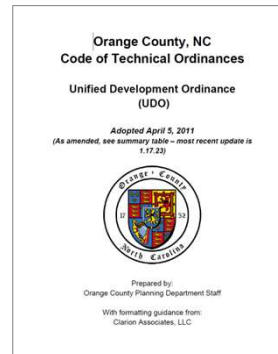 Orange County, NC
Code of Technical Ordinances
Unified Development Ordinance
(UDO)
Adopted April 5, 2011
(As amended, see summary table – most recent update is
1.17.23)
Orange County
17 52
North Carolina
Prepared by:
Orange County Planning Department Staff
With formatting guidance from:
Clarion Associates, LLC